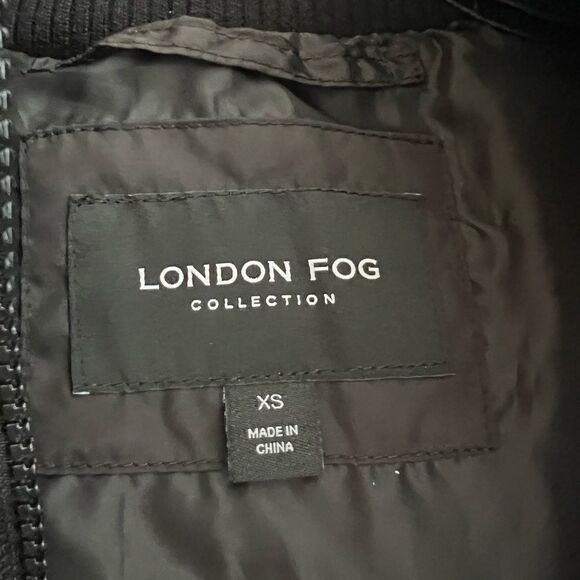 LONDON FOG
COLLECTION
XS
MADE IN
CHINA